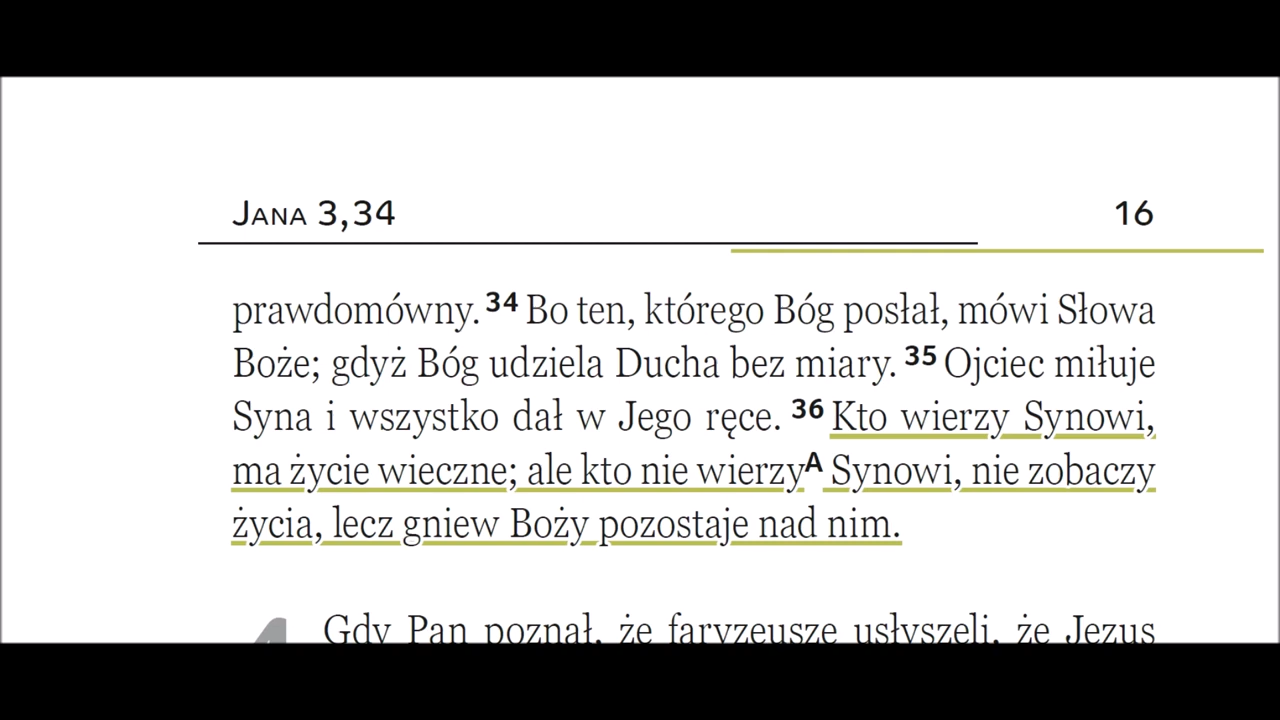 Jana 3,34 16
prawdomówny. 34 Bo ten, którego Bóg posłał, mówi Słowa
Boże; gdyż Bóg udziela Ducha bez miary. 35 Ojciec miłuje
Syna i wszystko dał w Jego ręce. 36 Kto wierzy Synowi,
ma życie wieczne; ale kto nie wierzyA Synowi, nie zobaczy
życia, lecz gniew Boży pozostaje nad nim.
4 Gdy Pan poznał, że faryzeusze usłyszeli, że Jezus